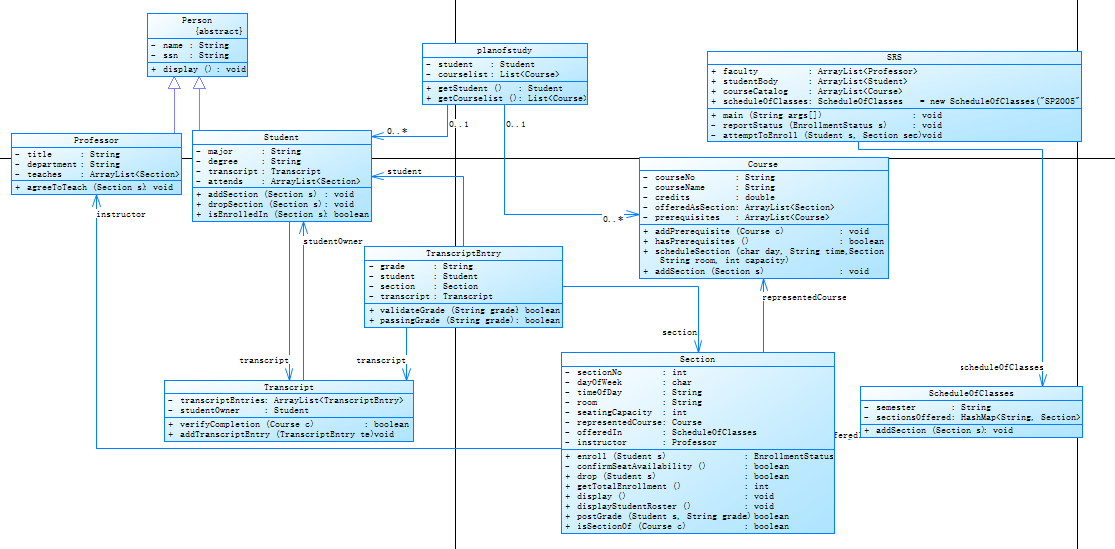 Person
{abstract}
- name : String
- ssn : String
+ display () : void
planofstudy
- student : Student
- courselist : List<Course>
+ getStudent () : Student
+ getCourselist () : List<Course>
SRS
+ faculty : ArrayList<Professor>
+ studentBody : ArrayList<Student>
+ courseCatalog : ArrayList<Course>
+ scheduleOfClasses : ScheduleOfClasses = new ScheduleOfClasses("SP2005"
+ main (String args[]) : void
- reportStatus (EnrollmentStatus s) : void
- attemptToEnroll (Student s, Section sec) void
0..1
0..1
0..*
Professor
- title : String
- department : String
- teaches : ArrayList<Section>
+ agreeToTeach (Section s) : void
Student
- major : String
- degree : String
- transcript : Transcript
- attends : ArrayList<Section>
+ addSection (Section s) : void
+ dropSection (Section s) : void
+ isEnrolledIn (Section s) : boolean
student
Course
- courseNo : String
- courseName : String
- credits : double
- offeredAsSection : ArrayList<Section>
- prerequisites : ArrayList<Course>
+ addPrerequisite (Course c) : void
+ hasPrerequisites () : boolean
+ scheduleSection (char day, String time, Section
String room, int capacity)
+ addSection (Section s) : void
0..*
instructor
studentOwner
TranscriptEntry
- grade : String
- student : Student
- section : Section
- transcript : Transcript
+ validateGrade (String grade) boolean
+ passingGrade (String grade) : boolean
representedCourse
section
transcript
transcript
scheduleOfClasses
Transcript
- transcriptEntries : ArrayList<TranscriptEntry>
- studentOwner : Student
+ verifyCompletion (Course c) : boolean
+ addTranscriptEntry (TranscriptEntry te) void
Section
- sectionNo : int
- dayOfWeek : char
- timeOfDay : String
- room : String
- seatingCapacity : int
- representedCourse : Course
- offeredIn : ScheduleOfClasses
- instructor : Professor
+ enroll (Student s) : EnrollmentStatus
- confirmSeatAvailability () : boolean
+ drop (Student s) : boolean
+ getTotalEnrollment () : int
+ display () : void
+ displayStudentRoster () : void
+ postGrade (Student s, String grade) boolean
+ isSectionOf (Course c) : boolean
ScheduleOfClasses
- semester : String
- sectionsOffered : HashMap<String, Section>
+ addSection (Section s) : void